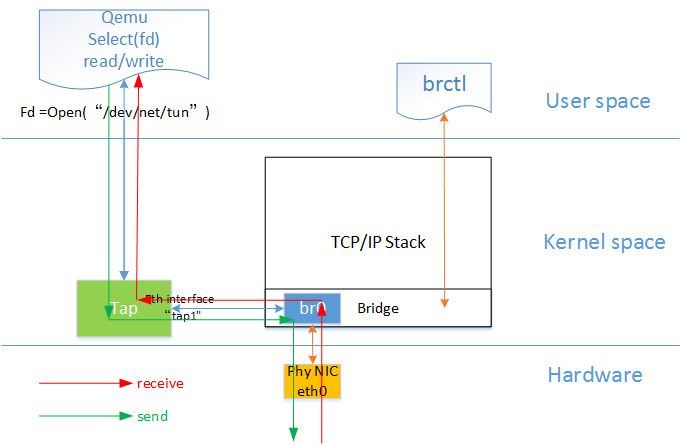 Qemu
Select(fd)
read/write
brctl
User space
Fd =Open(“/dev/net/tun”)
Kernel space
TCP/IP Stack
Tap
th interface
“tap1"
br0
Bridge
Phy NIC
eth0
Hardware
receive
send